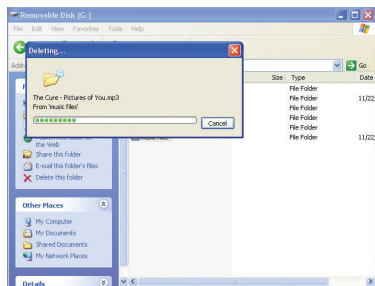 Removable Disk (G:)
File Edit View Favorites Tools Help
Deleting...
Go
Size Type Date
The Cure - Pictures of You.mp3
From 'music files'
Cancel
File Folder
File Folder 11/22
File Folder
File Folder
File Folder
File Folder 11/22
the Web
Share this folder
E-mail this folder's files
Delete this folder
Other Places
My Computer
My Documents
Shared Documents
My Network Places
Details